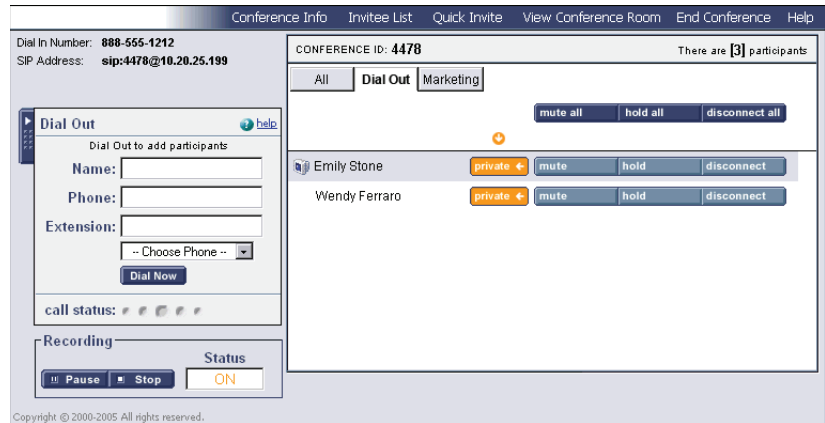 Conference Info Invitee List Quick Invite View Conference Room End Conference Help
Dial In Number: 888-555-1212
SIP Address: sip:4478@10.20.25.199
CONFERENCE ID: 4478
There are [3] participants
All Dial Out Marketing
mute all hold all disconnect all
Dial Out help
Dial Out to add participants
Name:
Phone:
Extension:
-- Choose Phone --
Dial Now
call status:
Emily Stone private mute hold disconnect
Wendy Ferraro private mute hold disconnect
Recording
Status
Pause Stop ON
Copyright © 2000-2005 All rights reserved.